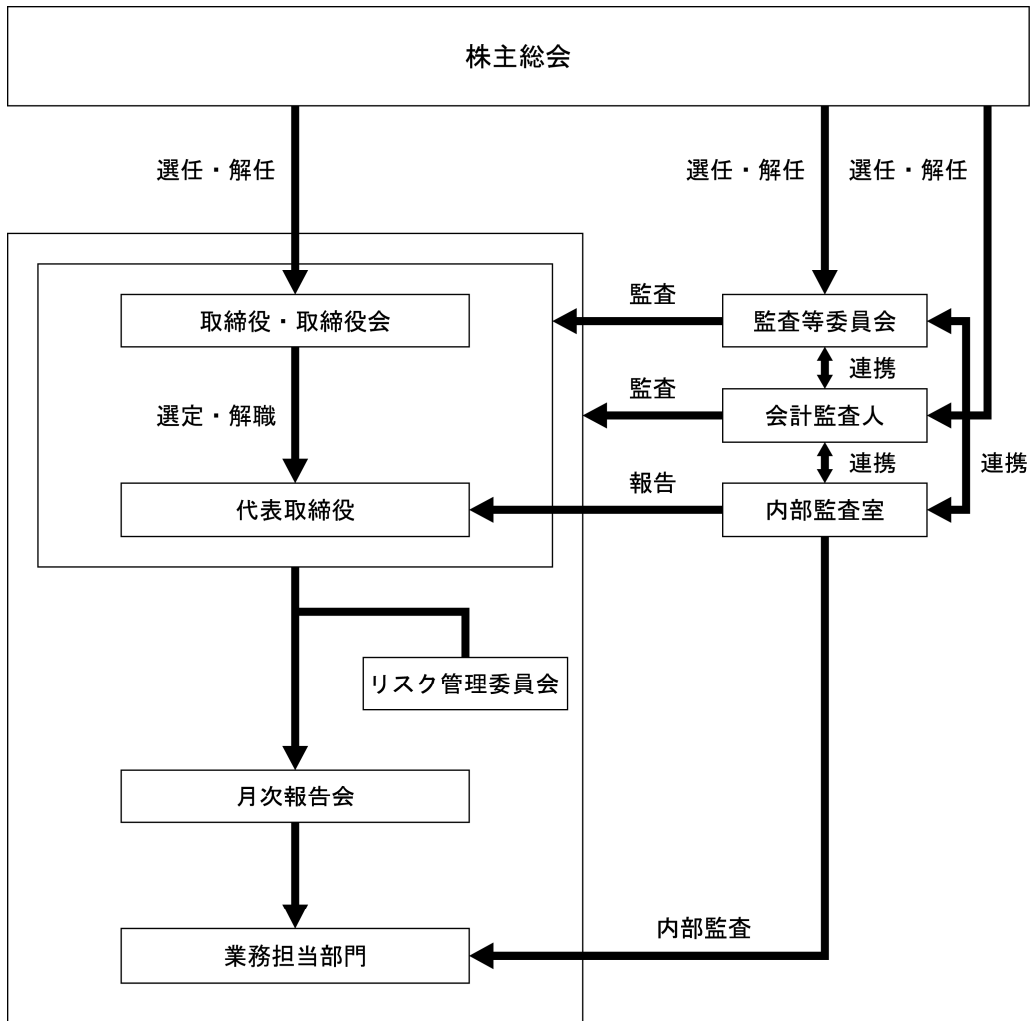 株主総会
選任・解任
選任・解任
選任・解任
取締役・取締役会
監査
監査等委員会
連携
選定・解職
監査
会計監査人
連携
連携
代表取締役
報告
内部監査室
リスク管理委員会
月次報告会
内部監査
業務担当部門